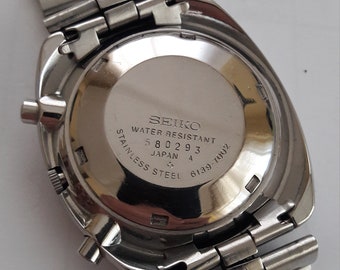 SEIKO
WATER RESISTANT
580293
JAPAN A
STAINLESS STEEL 6139-7002